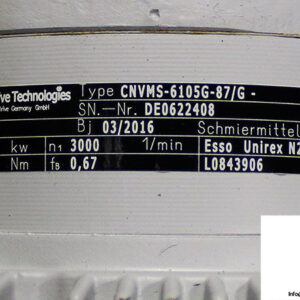 ve Technologies Type CNVMS-6105G-87/G -
Drive Germany GmbH SN.-Nr. DE0622408
Bj 03/2016 Schmiermittel
kw n1 3000 1/min Esso Unirex N2
Nm fB 0,67 L0843906